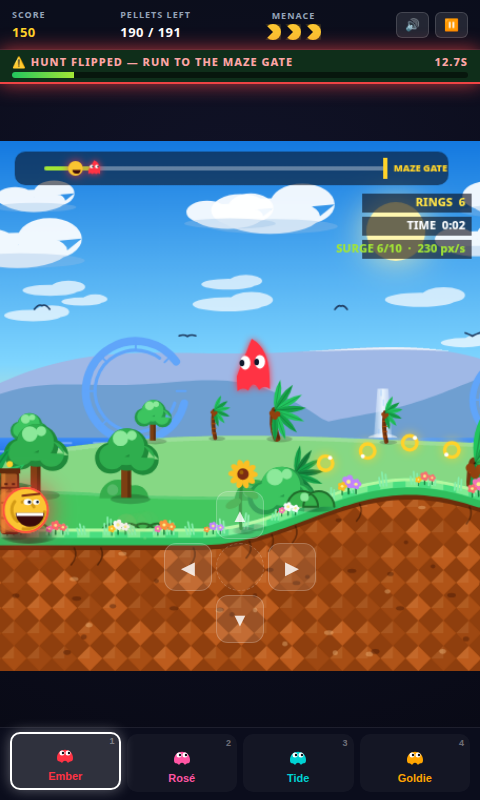 SCORE
150
PELLETS LEFT
190 / 191
MENACE
⚠️ HUNT FLIPPED — RUN TO THE MAZE GATE
12.7S
MAZE GATE
RINGS 6
TIME 0:02
SURGE 6/10 · 230 px/s
1
Ember
2
Rosé
3
Tide
4
Goldie